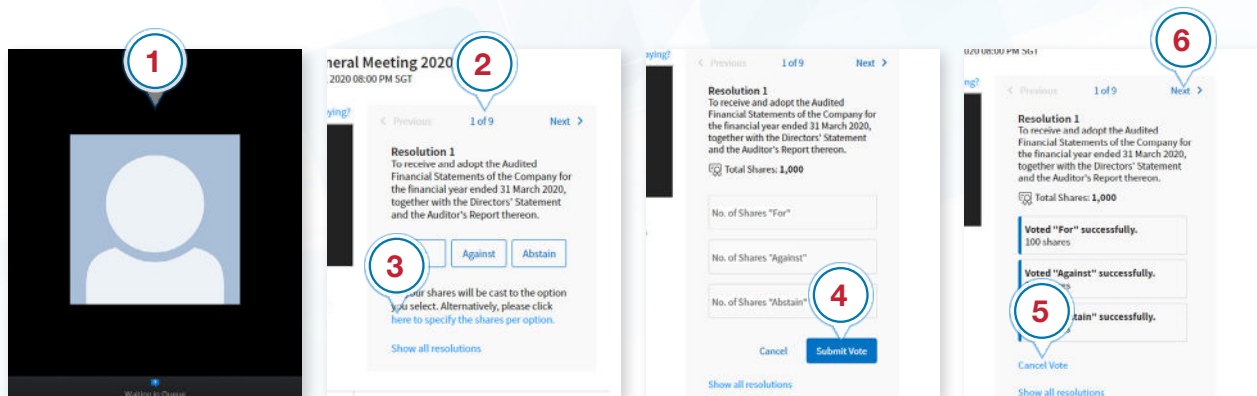 1
Waiting in Queue
neral Meeting 2020
2
, 2020 08:00 PM SGT
aying?
< Previous 1 of 9 Next >
Resolution 1
To receive and adopt the Audited
Financial Statements of the Company for
the financial year ended 31 March 2020,
together with the Directors' Statement
and the Auditor's Report thereon.
Against Abstain
3
our shares will be cast to the option
you select. Alternatively, please click
here to specify the shares per option.
Show all resolutions
aying?
< Previous 1 of 9 Next >
Resolution 1
To receive and adopt the Audited
Financial Statements of the Company for
the financial year ended 31 March 2020,
together with the Directors' Statement
and the Auditor's Report thereon.
Total Shares: 1,000
No. of Shares "For"
No. of Shares "Against"
No. of Shares "Abstain"
4
Cancel Submit Vote
Show all resolutions
6
020 08:00 PM SGT
ng?
< Previous 1 of 9 Next >
Resolution 1
To receive and adopt the Audited
Financial Statements of the Company for
the financial year ended 31 March 2020,
together with the Directors' Statement
and the Auditor's Report thereon.
Total Shares: 1,000
Voted "For" successfully.
100 shares
Voted "Against" successfully.
5
tain" successfully.
Cancel Vote
Show all resolutions